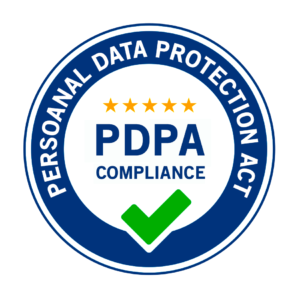 PERSOANAL DATA PROTECTION ACT
PDPA
COMPLIANCE